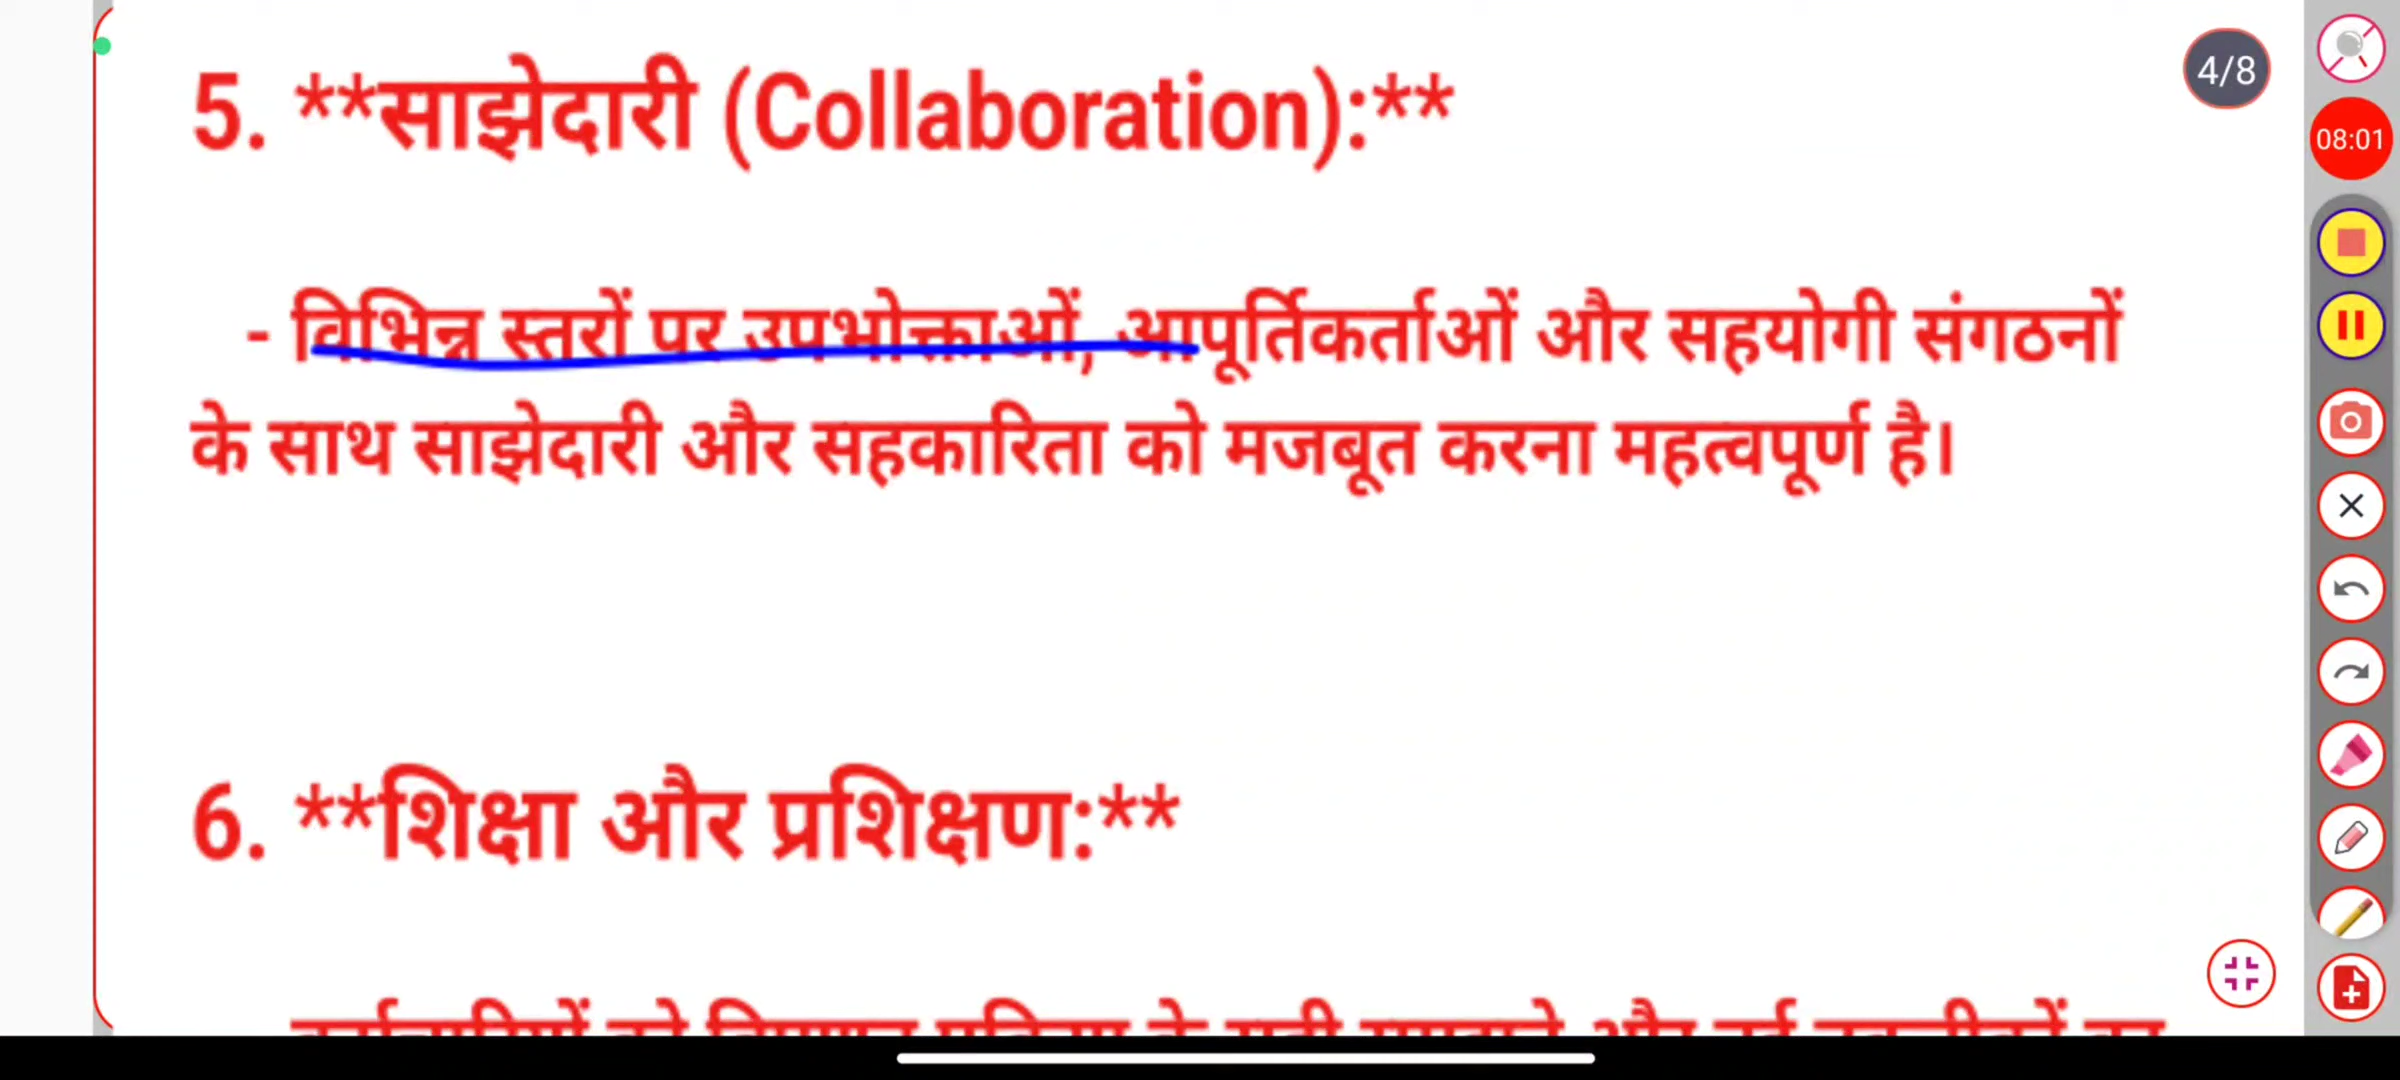 5. **साझेदारी (Collaboration):**
4/8
08:01
- विभिन्न स्तरों पर उपभोक्ताओं, आपूर्तिकर्ताओं और सहयोगी संगठनों
के साथ साझेदारी और सहकारिता को मजबूत करना महत्वपूर्ण है।
6. **शिक्षा और प्रशिक्षण:**